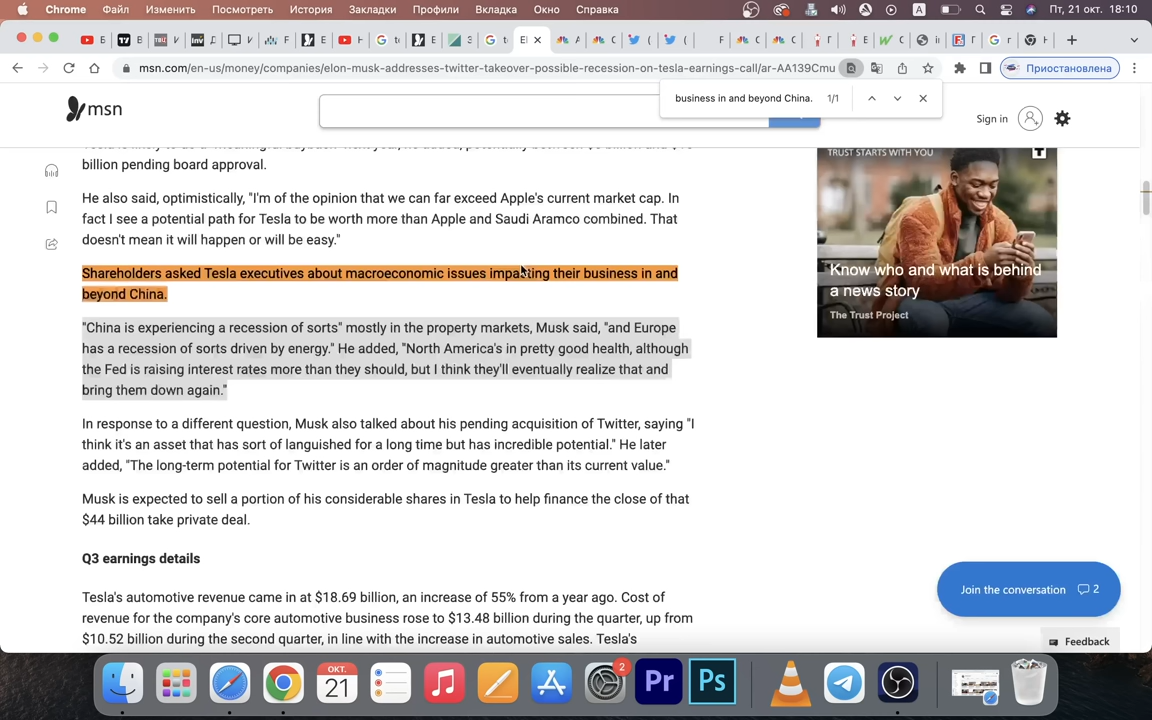 Chrome Файл Изменить Посмотреть История Закладки Профили Вкладка Окно Справка A Пт, 21 окт. 18:10
msn.com/en-us/money/companies/elon-musk-addresses-twitter-takeover-possible-recession-on-tesla-earnings-call/ar-AA139Cmu Приостановлена
business in and beyond China. 1/1
msn
Sign in
billion pending board approval.
He also said, optimistically, "I'm of the opinion that we can far exceed Apple's current market cap. In
fact I see a potential path for Tesla to be worth more than Apple and Saudi Aramco combined. That
doesn't mean it will happen or will be easy."
Shareholders asked Tesla executives about macroeconomic issues impacting their business in and
beyond China.
"China is experiencing a recession of sorts" mostly in the property markets, Musk said, "and Europe
has a recession of sorts driven by energy." He added, "North America's in pretty good health, although
the Fed is raising interest rates more than they should, but I think they'll eventually realize that and
bring them down again."
In response to a different question, Musk also talked about his pending acquisition of Twitter, saying "I
think it's an asset that has sort of languished for a long time but has incredible potential." He later
added, "The long-term potential for Twitter is an order of magnitude greater than its current value."
Musk is expected to sell a portion of his considerable shares in Tesla to help finance the close of that
$44 billion take private deal.
Q3 earnings details
Tesla's automotive revenue came in at $18.69 billion, an increase of 55% from a year ago. Cost of
revenue for the company's core automotive business rose to $13.48 billion during the quarter, up from
$10.52 billion during the second quarter, in line with the increase in automotive sales. Tesla's
TRUST STARTS WITH YOU
Know who and what is behind
a news story
The Trust Project
Join the conversation 2
Feedback
ОКТ.
21
2
Pr
Ps